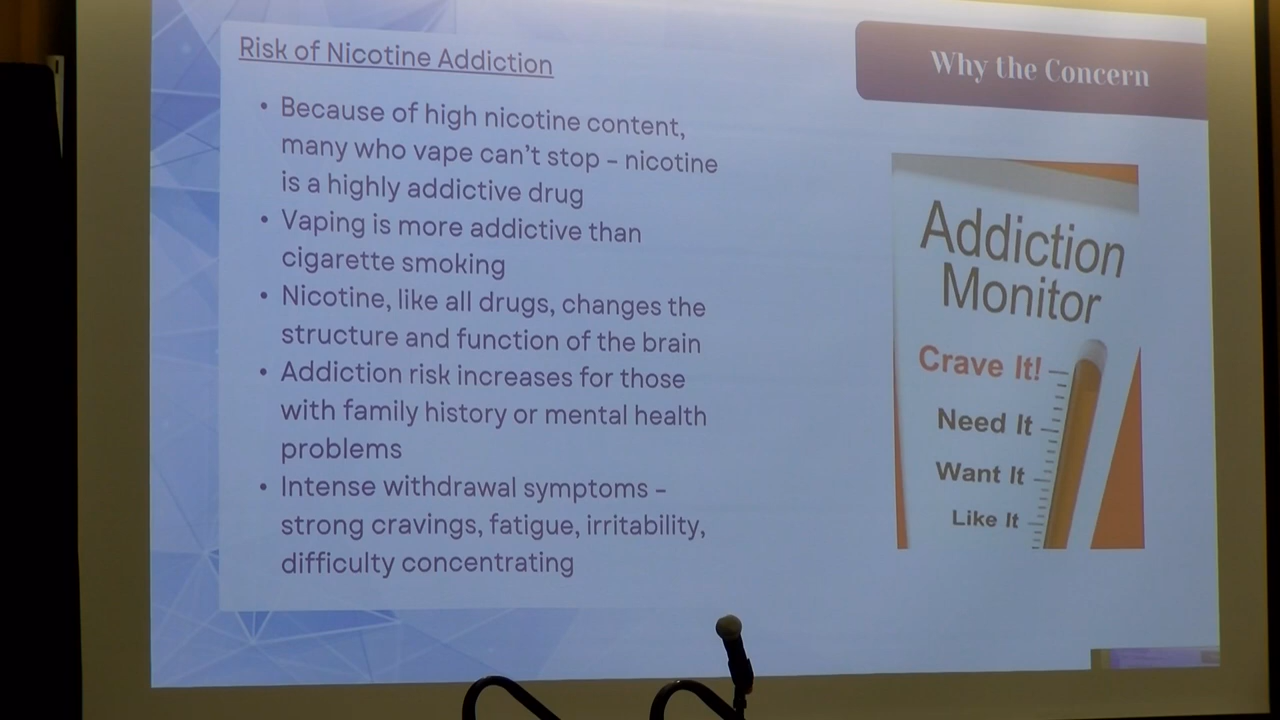 Risk of Nicotine Addiction
• Because of high nicotine content,
many who vape can't stop – nicotine
is a highly addictive drug
• Vaping is more addictive than
cigarette smoking
• Nicotine, like all drugs, changes the
structure and function of the brain
• Addiction risk increases for those
with family history or mental health
problems
• Intense withdrawal symptoms –
strong cravings, fatigue, irritability,
difficulty concentrating
Why the Concern
Addiction
Monitor
Crave It!
Need It
Want It
Like It